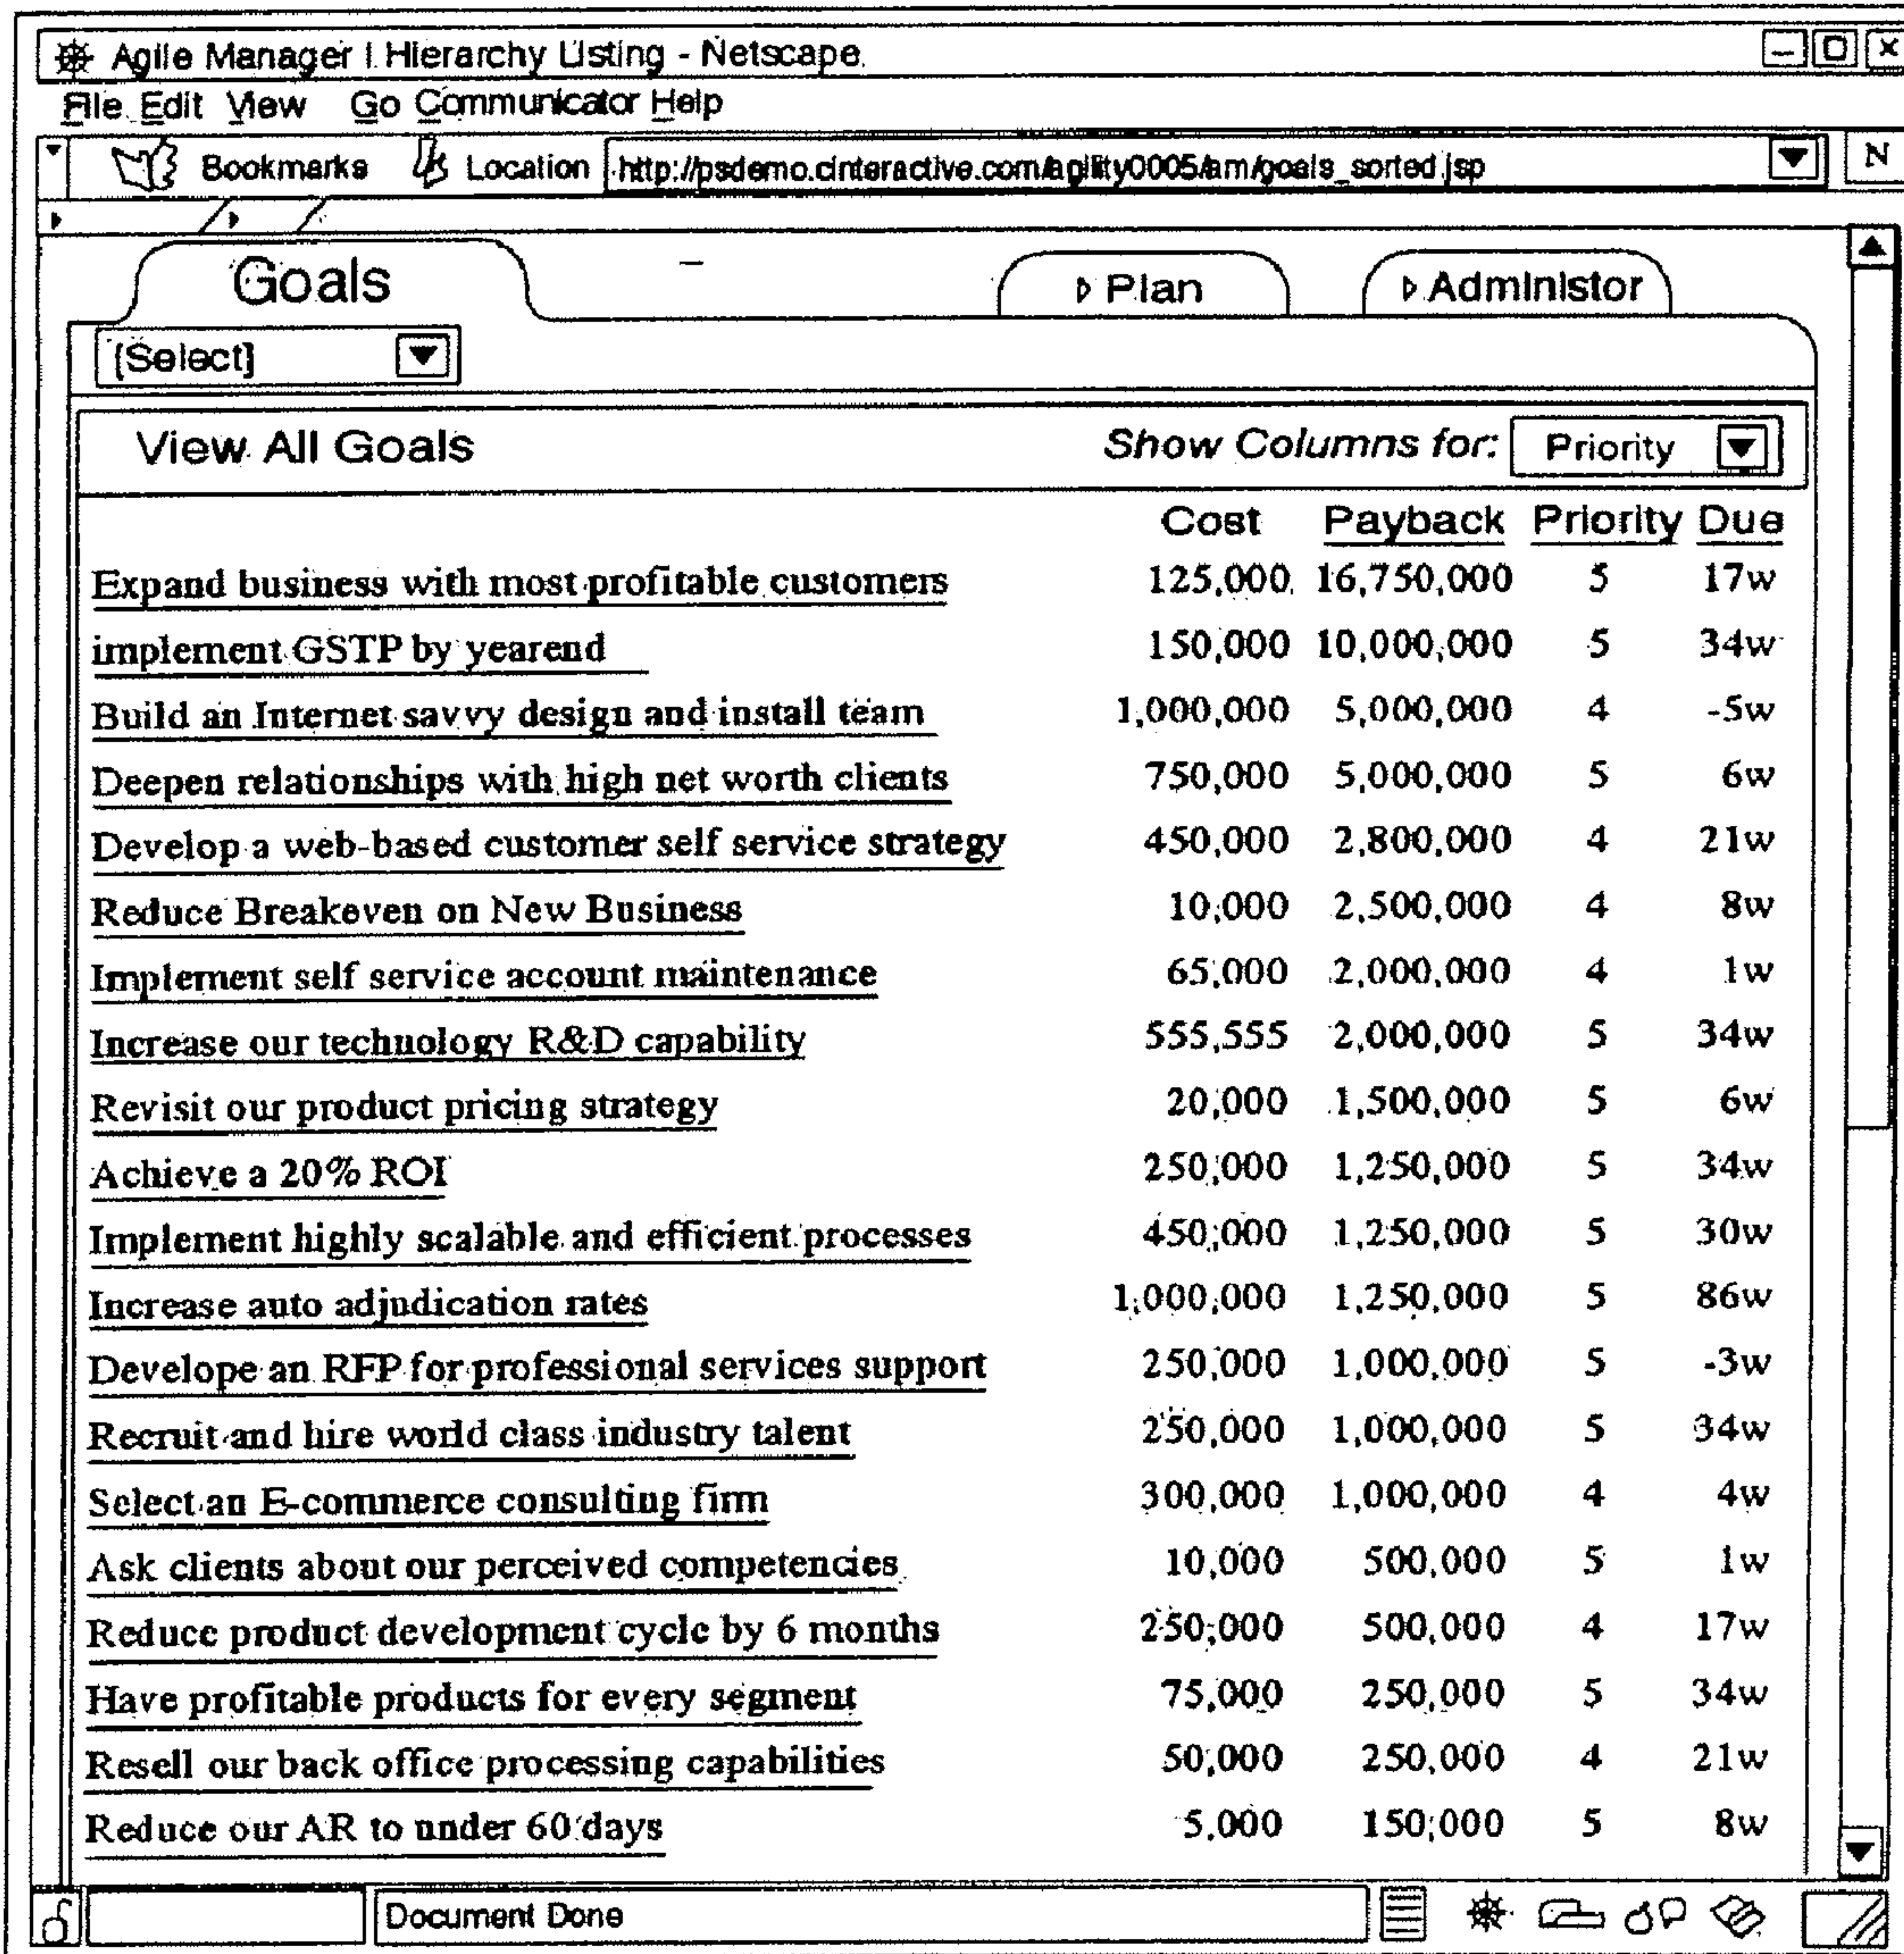 Agile Manager | Hierarchy Listing - Netscape
File Edit View Go Communicator Help
Bookmarks Location http://psdemo.cinteractive.com/agility0005/am/goals_sorted.jsp N
Goals Plan Administor
[Select]
View All Goals Show Columns for: Priority
Cost Payback Priority Due
Expand business with most profitable customers 125,000 16,750,000 5 17w
implement GSTP by yearend 150,000 10,000,000 5 34w
Build an Internet savvy design and install team 1,000,000 5,000,000 4 -5w
Deepen relationships with high net worth clients 750,000 5,000,000 5 6w
Develop a web-based customer self service strategy 450,000 2,800,000 4 21w
Reduce Breakeven on New Business 10,000 2,500,000 4 8w
Implement self service account maintenance 65,000 2,000,000 4 1w
Increase our technology R&D capability 555,555 2,000,000 5 34w
Revisit our product pricing strategy 20,000 1,500,000 5 6w
Achieve a 20% ROI 250,000 1,250,000 5 34w
Implement highly scalable and efficient processes 450,000 1,250,000 5 30w
Increase auto adjudication rates 1,000,000 1,250,000 5 86w
Develope an RFP for professional services support 250,000 1,000,000 5 -3w
Recruit and hire world class industry talent 250,000 1,000,000 5 34w
Select an E-commerce consulting firm 300,000 1,000,000 4 4w
Ask clients about our perceived competencies 10,000 500,000 5 1w
Reduce product development cycle by 6 months 250,000 500,000 4 17w
Have profitable products for every segment 75,000 250,000 5 34w
Resell our back office processing capabilities 50,000 250,000 4 21w
Reduce our AR to under 60 days 5,000 150,000 5 8w
Document Done